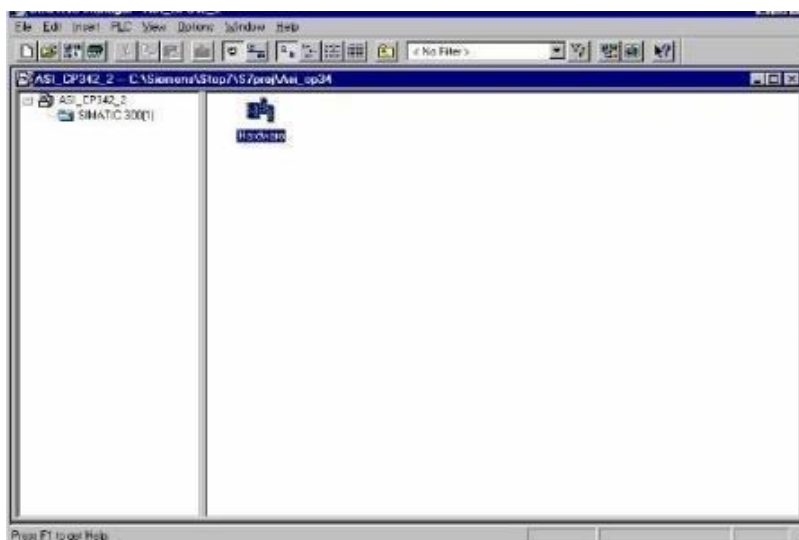 File Edit Insert PLC View Options Window Help
< No Filter >
ASI_CP342_2 -- C:\Siemens\Step7\S7proj\Asi_cp34
ASI_CP342_2
SIMATIC 300(1)
Hardware
Press F1 to get Help.